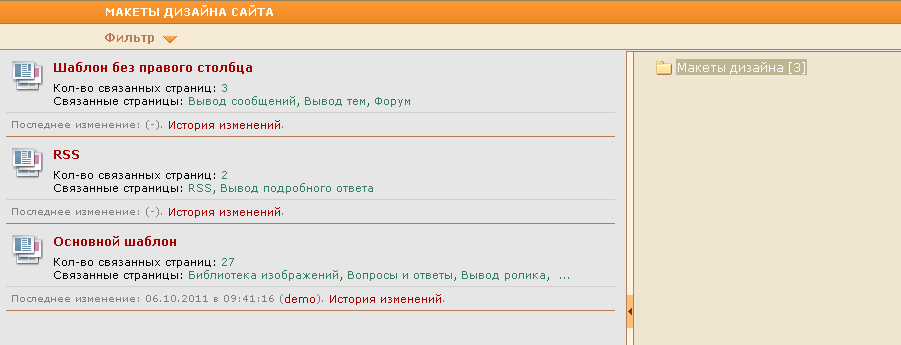 МАКЕТЫ ДИЗАЙНА САЙТА
Фильтр
Шаблон без правого столбца
Кол-во связанных страниц: 3
Связанные страницы: Вывод сообщений, Вывод тем, Форум
Последнее изменение: (-). История изменений.
RSS
Кол-во связанных страниц: 2
Связанные страницы: RSS, Вывод подробного ответа
Последнее изменение: (-). История изменений.
Основной шаблон
Кол-во связанных страниц: 27
Связанные страницы: Библиотека изображений, Вопросы и ответы, Вывод ролика, ...
Последнее изменение: 06.10.2011 в 09:41:16 (demo). История изменений.
Макеты дизайна [3]